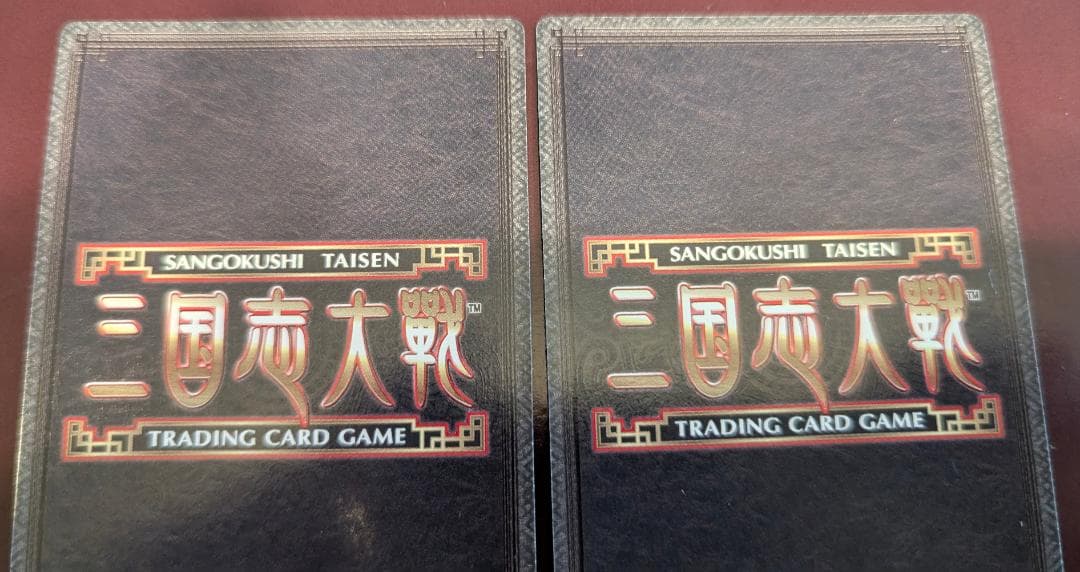 SANGOKUSHI TAISEN
三国志大戦™
TRADING CARD GAME
SANGOKUSHI TAISEN
三国志大戦™
TRADING CARD GAME